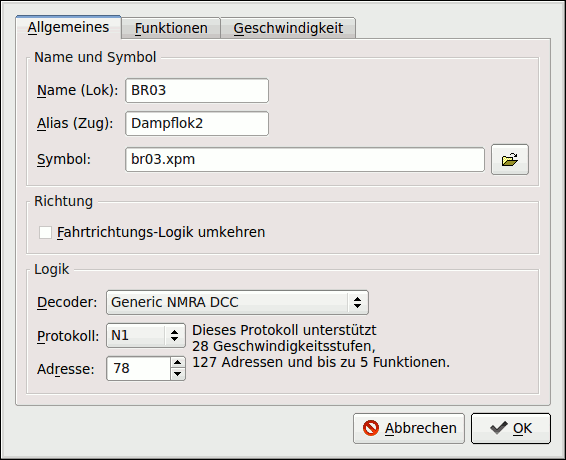 Allgemeines Funktionen Geschwindigkeit
Name und Symbol
Name (Lok): BR03
Alias (Zug): Dampflok2
Symbol: br03.xpm
Richtung
Fahrtrichtungs-Logik umkehren
Logik
Decoder: Generic NMRA DCC
Protokoll: N1 Dieses Protokoll unterstützt
28 Geschwindigkeitsstufen,
Adresse: 78 127 Adressen und bis zu 5 Funktionen.
Abbrechen OK